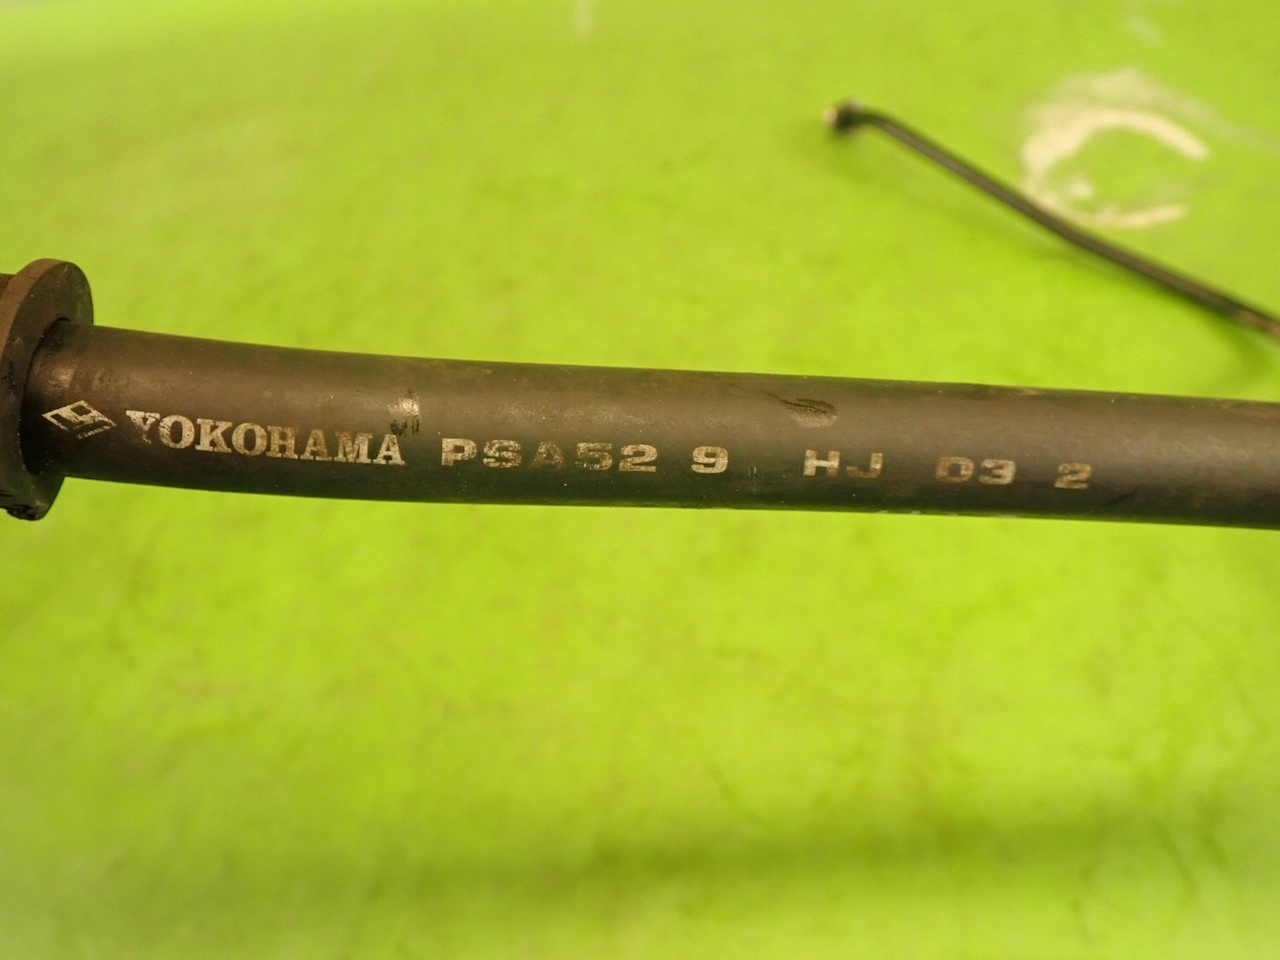 YOKOHAMA PSA52 9 HJ 03 2